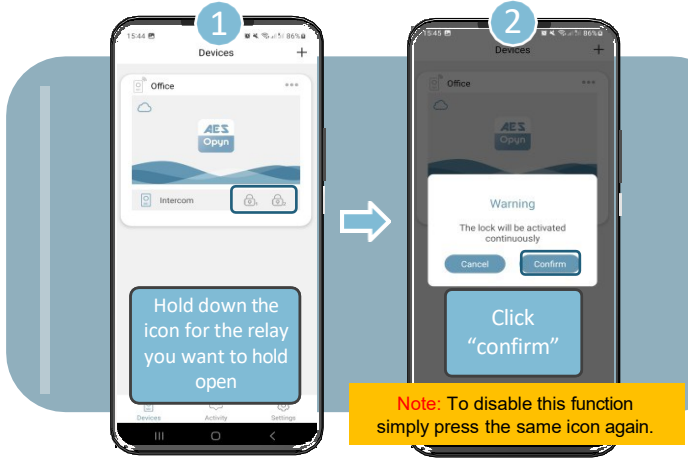 1
15:44 86%
Devices +
Office
AES
Opyn
Intercom
Hold down the
icon for the relay
you want to hold
open
Devices Activity Settings
2
15:45 86%
Devices +
Office
AES
Opyn
Warning
The lock will be activated
continuously
Cancel Confirm
Click
“confirm”
Note: To disable this function
simply press the same icon again.